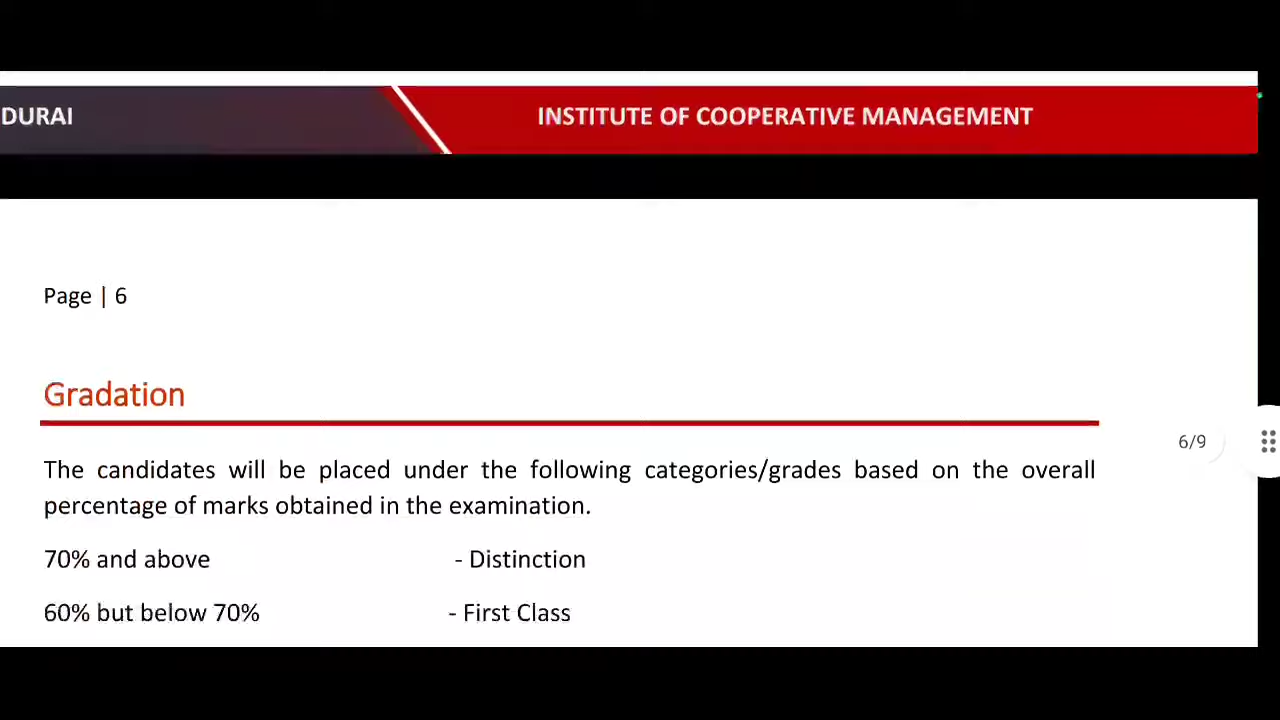 DURAI INSTITUTE OF COOPERATIVE MANAGEMENT
Page | 6
Gradation
6/9
The candidates will be placed under the following categories/grades based on the overall
percentage of marks obtained in the examination.
70% and above - Distinction
60% but below 70% - First Class